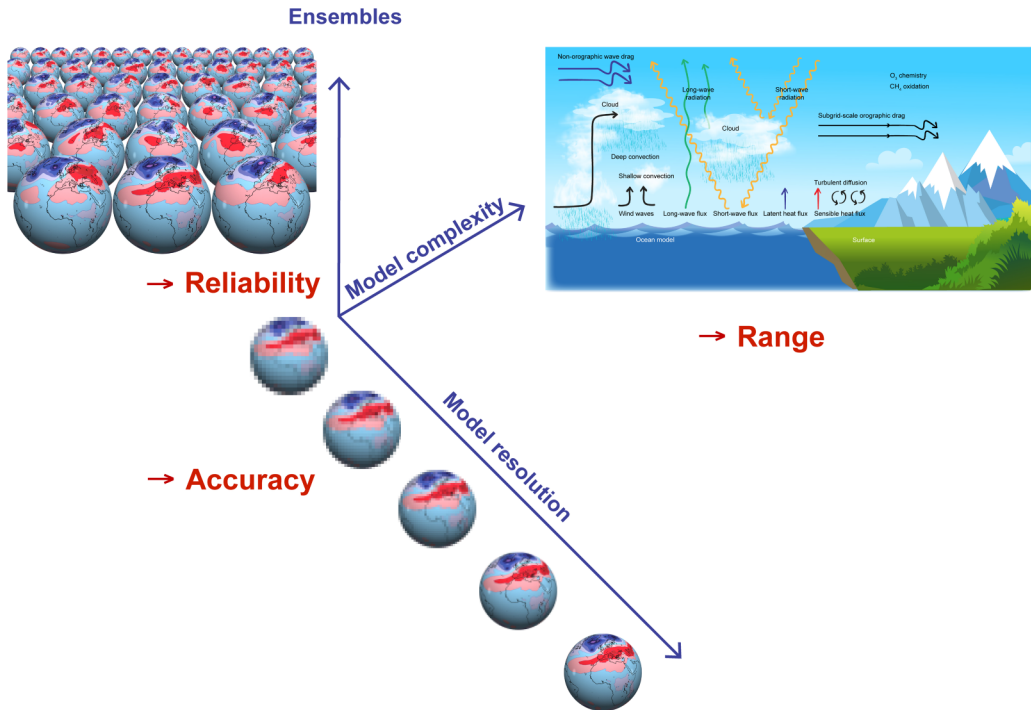 Ensembles
Non-orographic wave drag
Long-wave
radiation
Short-wave
radiation
O₃ chemistry
CH₄ oxidation
Cloud
Cloud
Subgrid-scale orographic drag
Deep convection
Shallow convection
Turbulent diffusion
Wind waves
Long-wave flux
Short-wave flux
Latent heat flux
Sensible heat flux
Ocean model
Surface
Model complexity
→ Reliability
→ Range
Model resolution
→ Accuracy